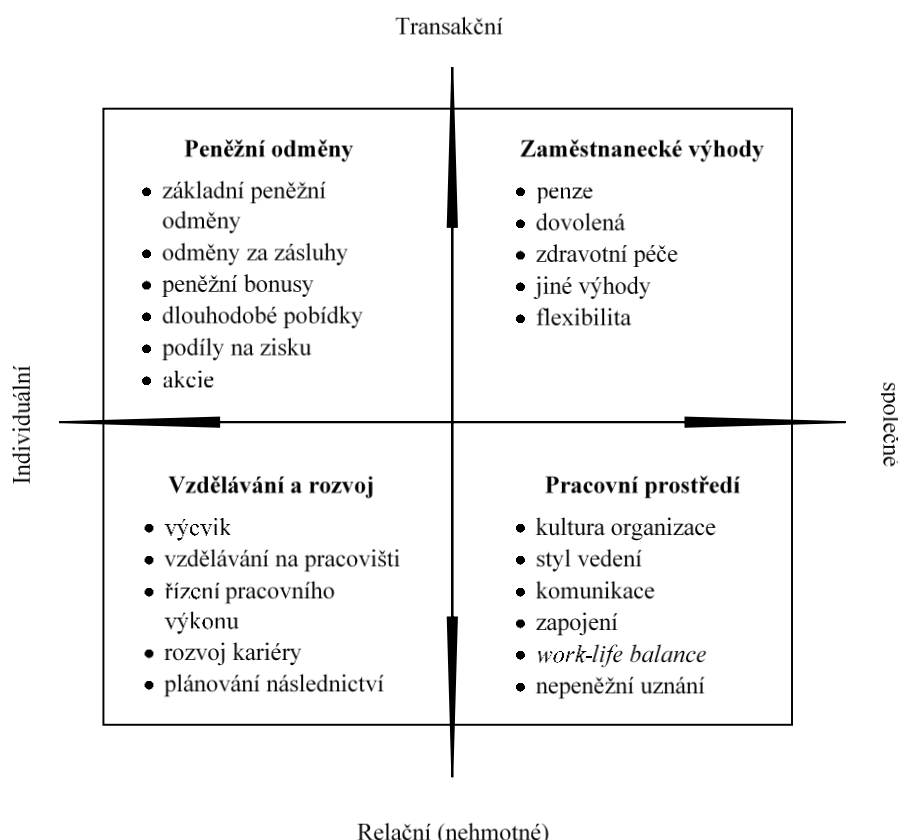 Transakční
Peněžní odměny
• základní peněžní
odměny
• odměny za zásluhy
• peněžní bonusy
• dlouhodobé pobídky
• podíly na zisku
• akcie
Zaměstnanecké výhody
• penze
• dovolená
• zdravotní péče
• jiné výhody
• flexibilita
Individuální
společné
Vzdělávání a rozvoj
• výcvik
• vzdělávání na pracovišti
• řízení pracovního
výkonu
• rozvoj kariéry
• plánování následnictví
Pracovní prostředí
• kultura organizace
• styl vedení
• komunikace
• zapojení
• work-life balance
• nepeněžní uznání
Relační (nehmotné)